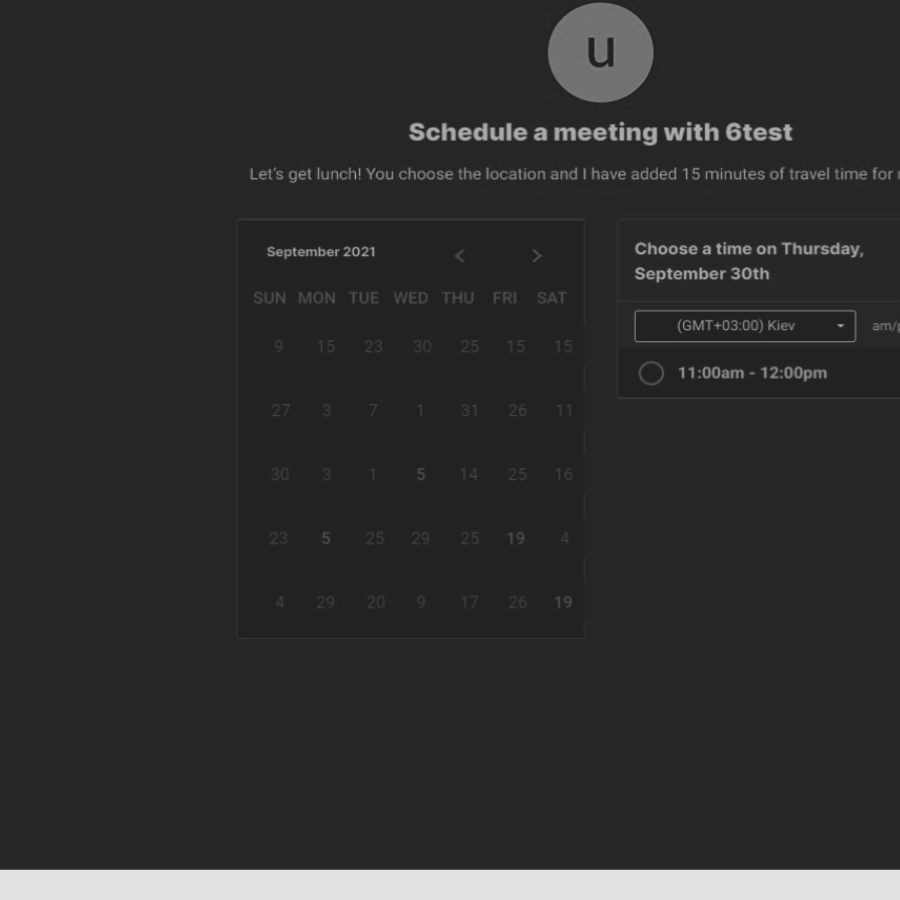 u
Schedule a meeting with 6test
Let's get lunch! You choose the location and I have added 15 minutes of travel time for
September 2021
SUN MON TUE WED THU FRI SAT
9 15 23 30 25 15 15
27 3 7 1 31 26 11
30 3 1 5 14 25 16
23 5 25 29 25 19 4
4 29 20 9 17 26 19
Choose a time on Thursday,
September 30th
(GMT+03:00) Kiev am/
11:00am - 12:00pm